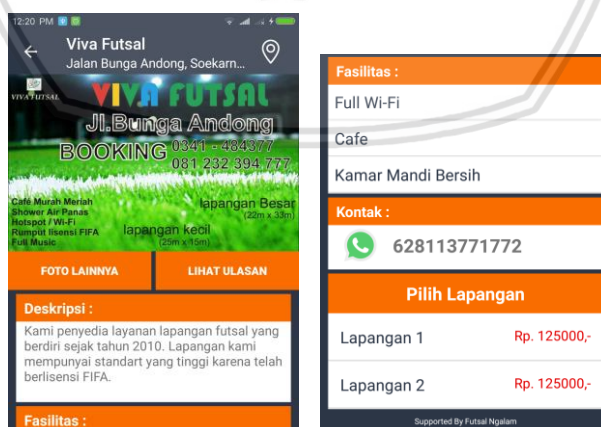 12:20 PM
Viva Futsal
Jalan Bunga Andong, Soekarn...
VIVA FUTSAL
VIVA FUTSAL
Jl.Bunga Andong
BOOKING 0341 - 484377
081 232 394.777
Café Murah Meriah
Shower Air Panas
Hotspot / Wi-Fi
Rumput lisensi FIFA
Full Music
lapangan Besar
(22m x 33m)
lapangan kecil
(25m x 15m)
FOTO LAINNYA
LIHAT ULASAN
Deskripsi :
Kami penyedia layanan lapangan futsal yang
berdiri sejak tahun 2010. Lapangan kami
mempunyai standart yang tinggi karena telah
berlisensi FIFA.
Fasilitas :
Fasilitas :
Full Wi-Fi
Cafe
Kamar Mandi Bersih
Kontak :
628113771772
Pilih Lapangan
Lapangan 1 Rp. 125000,-
Lapangan 2 Rp. 125000,-
Supported By Futsal Ngalam